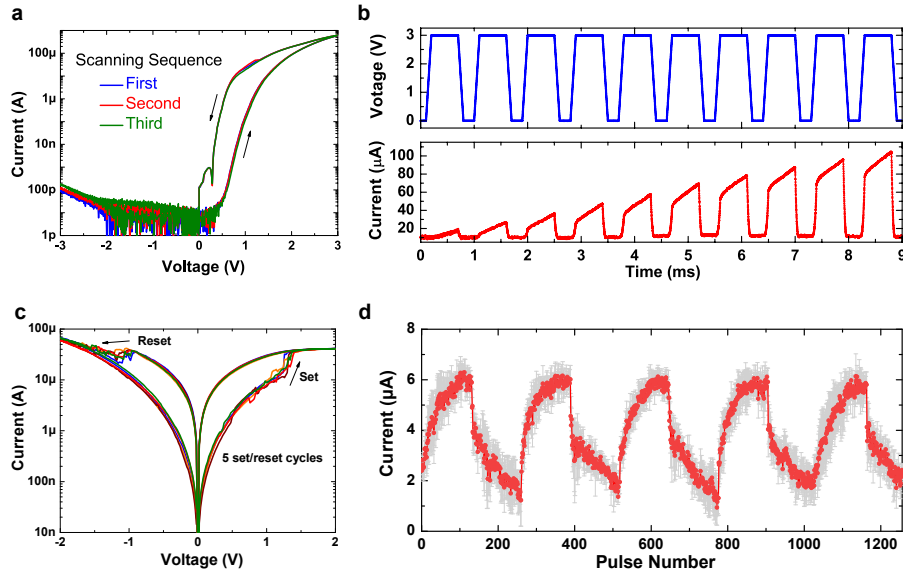 a
Current (A)
100μ
1μ
10n
100p
1p
Scanning Sequence
First
Second
Third
-3 -2 -1 0 1 2 3
Voltage (V)
b
Votage (V)
3
2
1
0
Current (μA)
100
80
60
40
20
0 1 2 3 4 5 6 7 8 9
Time (ms)
c
Current (A)
100μ
10μ
1μ
100n
10n
Reset
Set
5 set/reset cycles
-2 -1 0 1 2
Voltage (V)
d
Current (μA)
8
6
4
2
0
0 200 400 600 800 1000 1200
Pulse Number